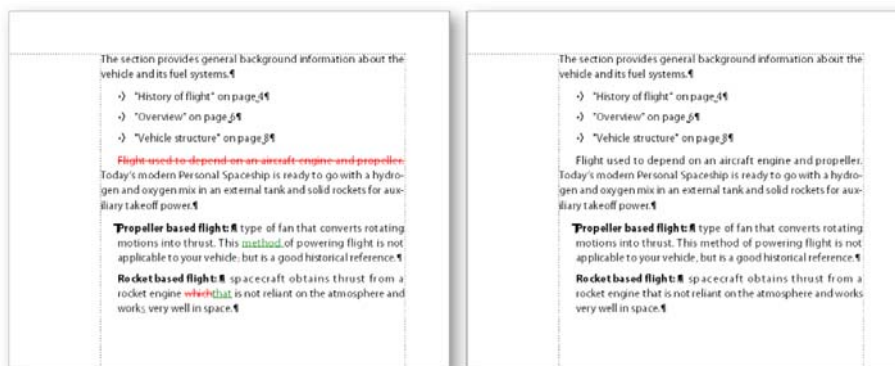 The section provides general background information about the
vehicle and its fuel systems.¶
•) "History of flight" on page 4¶
•) "Overview" on page 6¶
•) "Vehicle structure" on page 8¶
Flight used to depend on an aircraft engine and propeller.
Today's modern Personal Spaceship is ready to go with a hydro-
gen and oxygen mix in an external tank and solid rockets for aux-
iliary takeoff power.¶
Propeller based flight: ¶ type of fan that converts rotating
motions into thrust. This method of powering flight is not
applicable to your vehicle, but is a good historical reference.¶
Rocket based flight: ¶ spacecraft obtains thrust from a
rocket engine whichthat is not reliant on the atmosphere and
works very well in space.¶
The section provides general background information about the
vehicle and its fuel systems.¶
•) "History of flight" on page 4¶
•) "Overview" on page 6¶
•) "Vehicle structure" on page 8¶
Flight used to depend on an aircraft engine and propeller.
Today's modern Personal Spaceship is ready to go with a hydro-
gen and oxygen mix in an external tank and solid rockets for aux-
iliary takeoff power.¶
Propeller based flight: ¶ type of fan that converts rotating
motions into thrust. This method of powering flight is not
applicable to your vehicle, but is a good historical reference.¶
Rocket based flight: ¶ spacecraft obtains thrust from a
rocket engine that is not reliant on the atmosphere and works
very well in space.¶